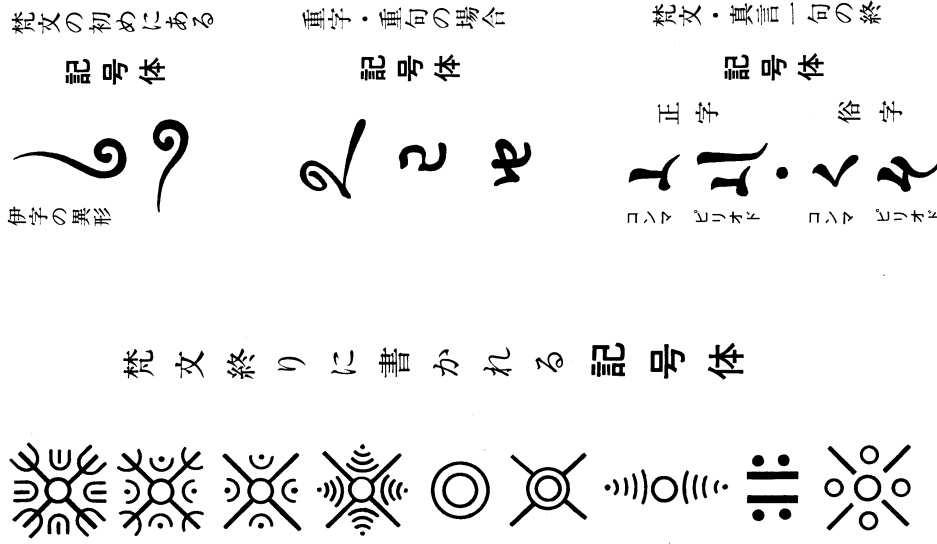 梵文の初めにある
記号体
伊字の異形
重字・重句の場合
記号体
梵文・真言一句の終
記号体
正字
俗字
コンマ
ピリオド
コンマ
ピリオド
梵文終りに書かれる記号体